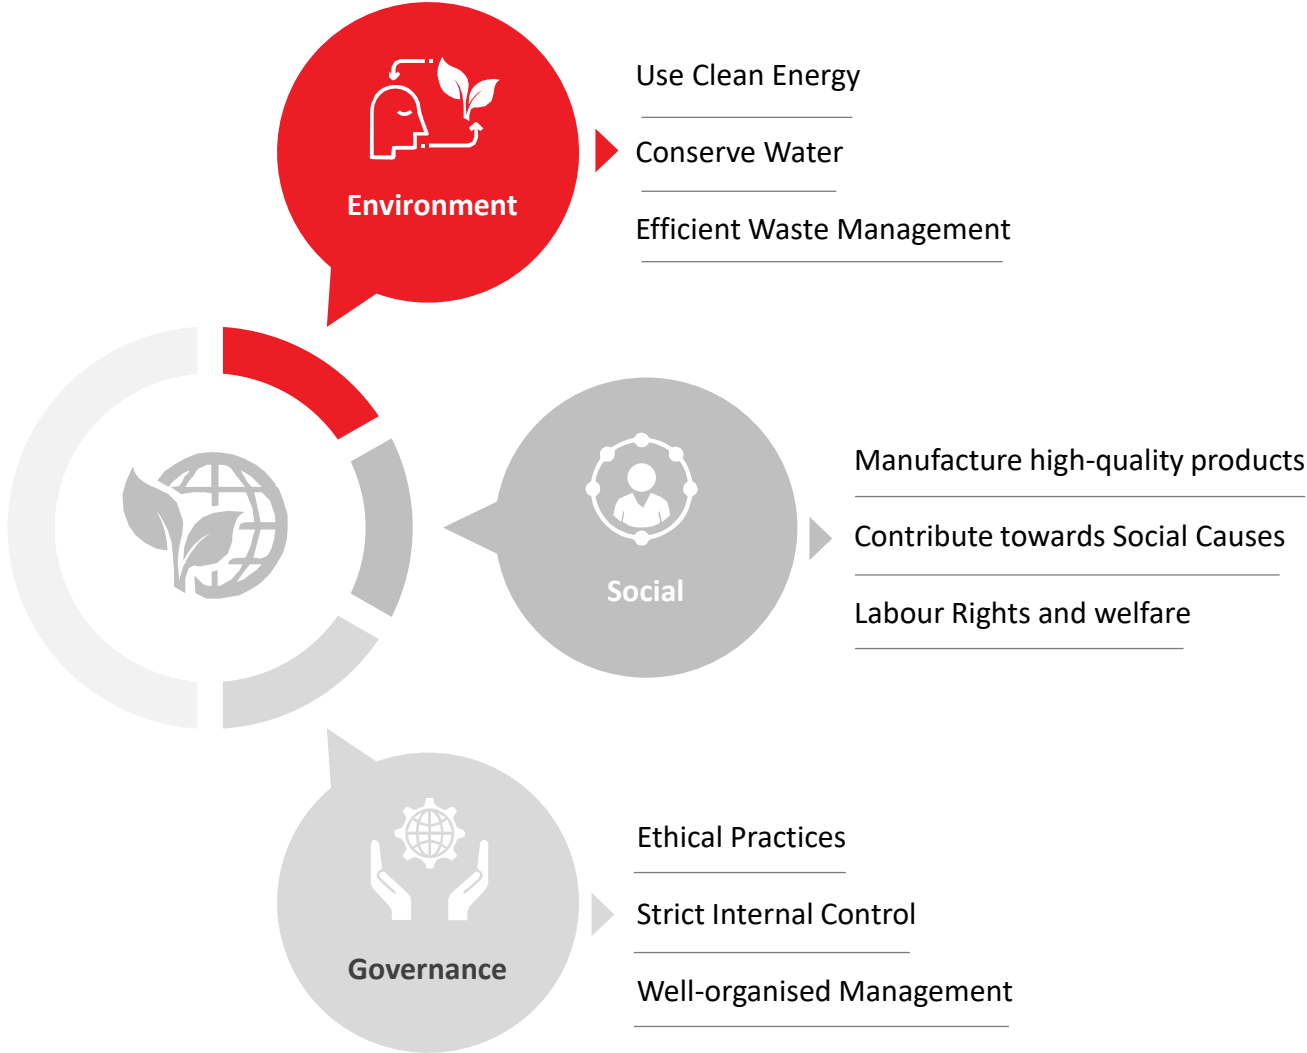 Environment
Use Clean Energy
Conserve Water
Efficient Waste Management
Social
Manufacture high-quality products
Contribute towards Social Causes
Labour Rights and welfare
Governance
Ethical Practices
Strict Internal Control
Well-organised Management